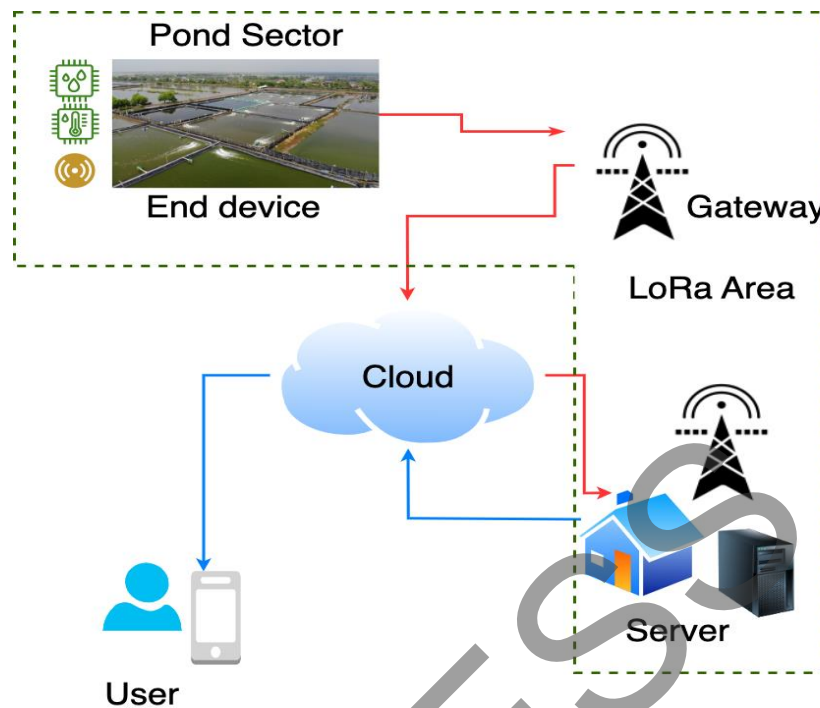 Pond Sector
End device
Gateway
LoRa Area
Cloud
Server
User